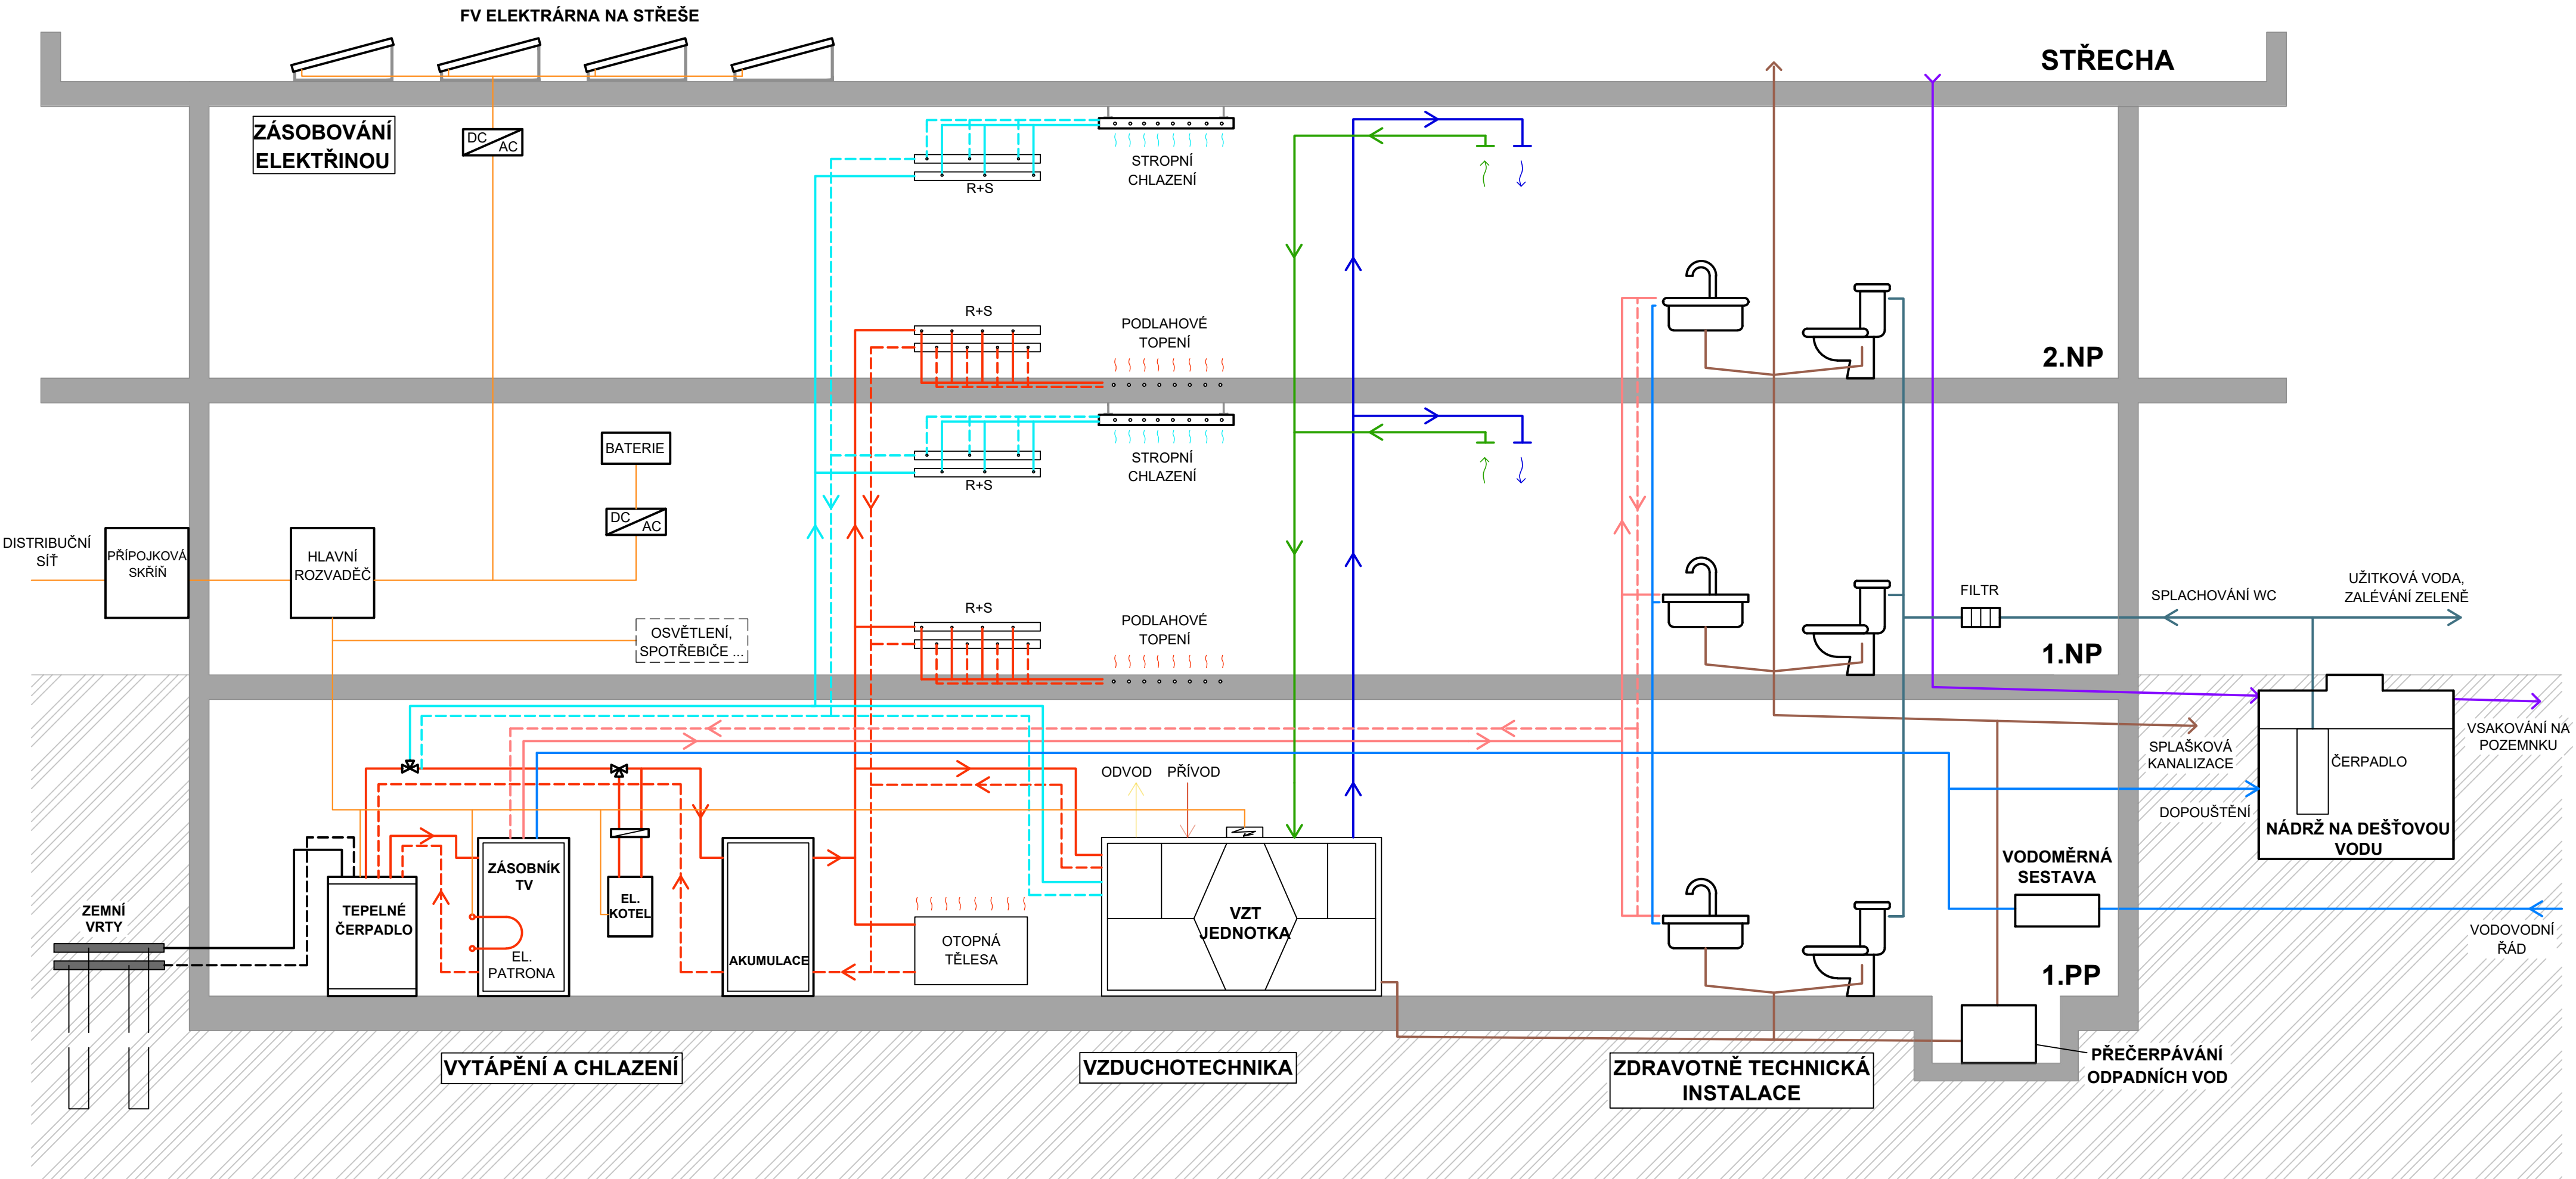 FV ELEKTRÁRNA NA STŘEŠE
STŘECHA
ZÁSOBOVÁNÍ
ELEKTŘINOU
DC
AC
R+S
STROPNÍ
CHLAZENÍ
R+S
PODLAHOVÉ
TOPENÍ
2.NP
BATERIE
DC
AC
R+S
STROPNÍ
CHLAZENÍ
DISTRIBUČNÍ
SÍŤ
PŘÍPOJKOVÁ
SKŘÍŇ
HLAVNÍ
ROZVADĚČ
OSVĚTLENÍ,
SPOTŘEBIČE ...
R+S
PODLAHOVÉ
TOPENÍ
FILTR
SPLACHOVÁNÍ WC
UŽITKOVÁ VODA,
ZALÉVÁNÍ ZELENĚ
1.NP
SPLAŠKOVÁ
KANALIZACE
VSAKOVÁNÍ NA
POZEMNKU
ČERPADLO
DOPOUŠTĚNÍ
NÁDRŽ NA DEŠŤOVOU
VODU
ODVOD
PŘÍVOD
ZEMNÍ
VRTY
TEPELNÉ
ČERPADLO
ZÁSOBNÍK
TV
EL.
PATRONA
EL.
KOTEL
AKUMULACE
OTOPNÁ
TĚLESA
VZT
JEDNOTKA
VODOMĚRNÁ
SESTAVA
VODOVODNÍ
ŘÁD
1.PP
VYTÁPĚNÍ A CHLAZENÍ
VZDUCHOTECHNIKA
ZDRAVOTNĚ TECHNICKÁ
INSTALACE
PŘEČERPÁVÁNÍ
ODPADNÍCH VOD